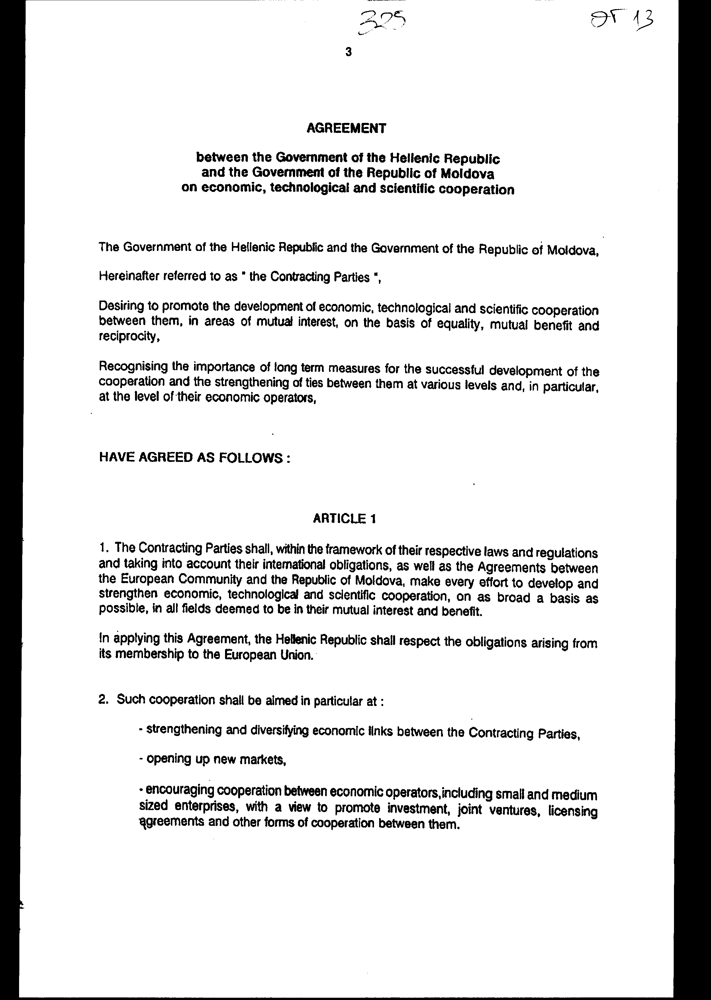 325
13
3
AGREEMENT
between the Government of the Hellenic Republic
and the Government of the Republic of Moldova
on economic, technological and scientific cooperation
The Government of the Hellenic Republic and the Government of the Republic of Moldova,
Hereinafter referred to as " the Contracting Parties ",
Desiring to promote the development of economic, technological and scientific cooperation
between them, in areas of mutual interest, on the basis of equality, mutual benefit and
reciprocity,
Recognising the importance of long term measures for the successful development of the
cooperation and the strengthening of ties between them at various levels and, in particular,
at the level of their economic operators,
HAVE AGREED AS FOLLOWS :
ARTICLE 1
1. The Contracting Parties shall, within the framework of their respective laws and regulations
and taking into account their international obligations, as well as the Agreements between
the European Community and the Republic of Moldova, make every effort to develop and
strengthen economic, technological and scientific cooperation, on as broad a basis as
possible, in all fields deemed to be in their mutual interest and benefit.
In applying this Agreement, the Hellenic Republic shall respect the obligations arising from
its membership to the European Union.
2. Such cooperation shall be aimed in particular at :
- strengthening and diversifying economic links between the Contracting Parties,
- opening up new markets,
- encouraging cooperation between economic operators,including small and medium
sized enterprises, with a view to promote investment, joint ventures, licensing
agreements and other forms of cooperation between them.